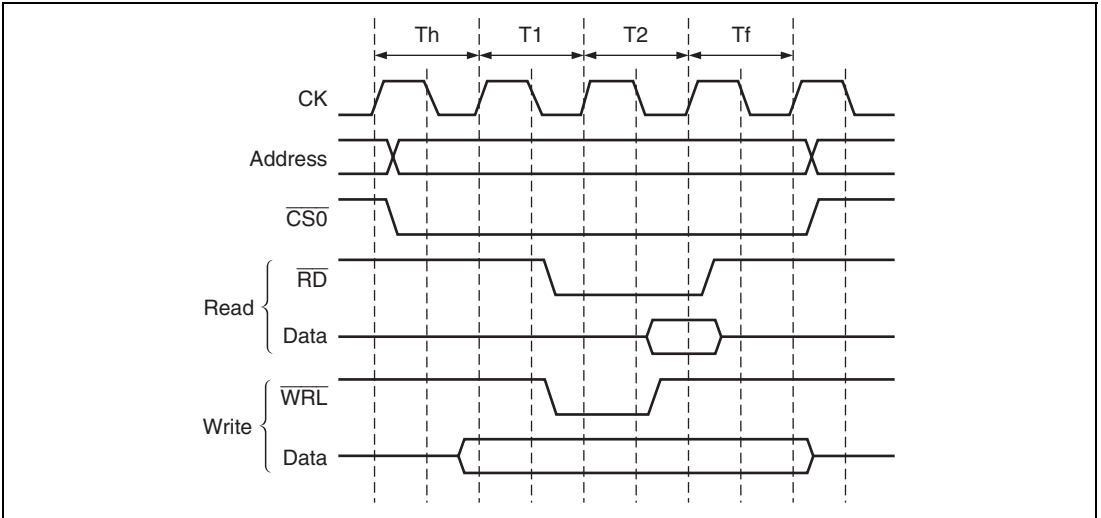 Th T1 T2 Tf
CK
Address
CS0
RD
Read
Data
WRL
Write
Data